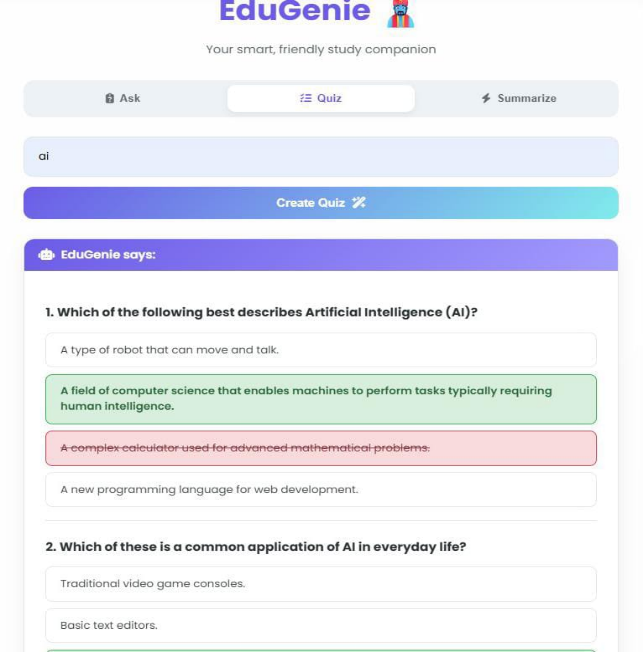 EduGenie
Your smart, friendly study companion
Ask
Quiz
Summarize
ai
Create Quiz
EduGenie says:
1. Which of the following best describes Artificial Intelligence (AI)?
A type of robot that can move and talk.
A field of computer science that enables machines to perform tasks typically requiring
human intelligence.
A complex calculator used for advanced mathematical problems.
A new programming language for web development.
2. Which of these is a common application of AI in everyday life?
Traditional video game consoles.
Basic text editors.